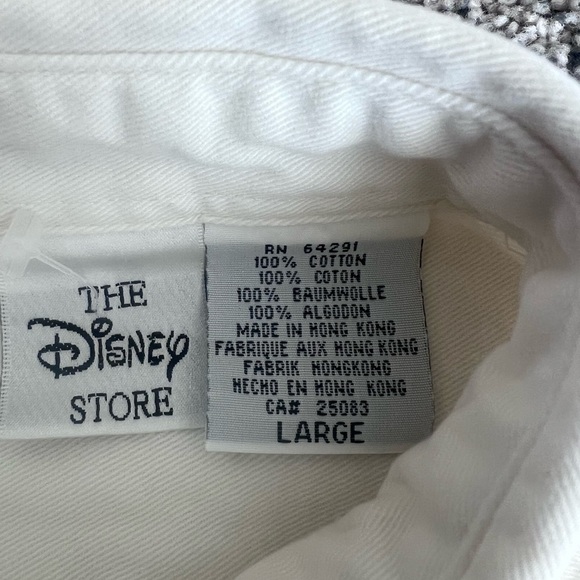 THE
DISNEY
STORE
RN 64291
100% COTTON
100% COTON
100% BAUMWOLLE
100% ALGODON
MADE IN HONG KONG
FABRIQUE AUX HONG KONG
FABRIK HONGKONG
HECHO EN HONG KONG
CA# 25083
LARGE